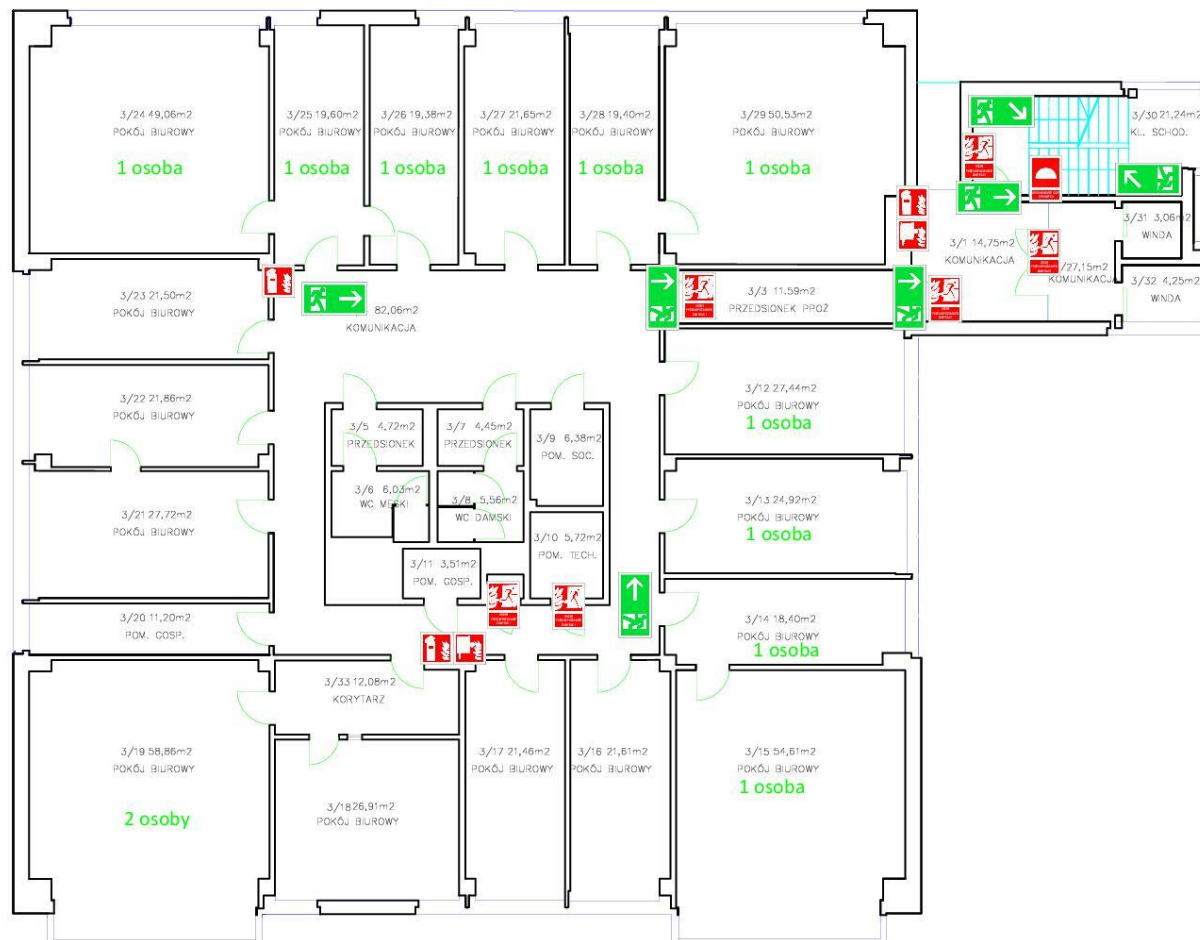 3/24 49,06m2
POKÓJ BIUROWY
1 osoba
3/25 19,60m2
POKÓJ BIUROWY
1 osoba
3/26 19,38m2
POKÓJ BIUROWY
1 osoba
3/27 21,65m2
POKÓJ BIUROWY
1 osoba
3/28 19,40m2
POKÓJ BIUROWY
1 osoba
3/29 50,53m2
POKÓJ BIUROWY
1 osoba
3/30 21,24m2
KL. SCHOD.
3/31 3,06m2
WINDA
3/1 14,75m2
KOMUNIKACJA
27,15m2
KOMUNIKACJA
3/32 4,25m2
WINDA
3/23 21,50m2
POKÓJ BIUROWY
82,06m2
KOMUNIKACJA
3/3 11.59m2
PRZEDSIONEK PPOŻ
3/22 21,86m2
POKÓJ BIUROWY
3/12 27,44m2
POKÓJ BIUROWY
1 osoba
3/5 4,72m2
PRZEDSIONEK
3/7 4,45m2
PRZEDSIONEK
3/9 6,38m2
POM. SOC.
3/6 6,03m2
WC MĘSKI
3/8 5,56m2
WC DAMSKI
3/21 27,72m2
POKÓJ BIUROWY
3/13 24,92m2
POKÓJ BIUROWY
1 osoba
3/10 5,72m2
POM. TECH.
3/11 3,51m2
POM. GOSP.
3/20 11,20m2
POM. GOSP.
3/14 18,40m2
POKÓJ BIUROWY
1 osoba
3/33 12,08m2
KORYTARZ
3/19 58,86m2
POKÓJ BIUROWY
2 osoby
3/18 26,91m2
POKÓJ BIUROWY
3/17 21,46m2
POKÓJ BIUROWY
3/16 21,61m2
POKÓJ BIUROWY
3/15 54,61m2
POKÓJ BIUROWY
1 osoba